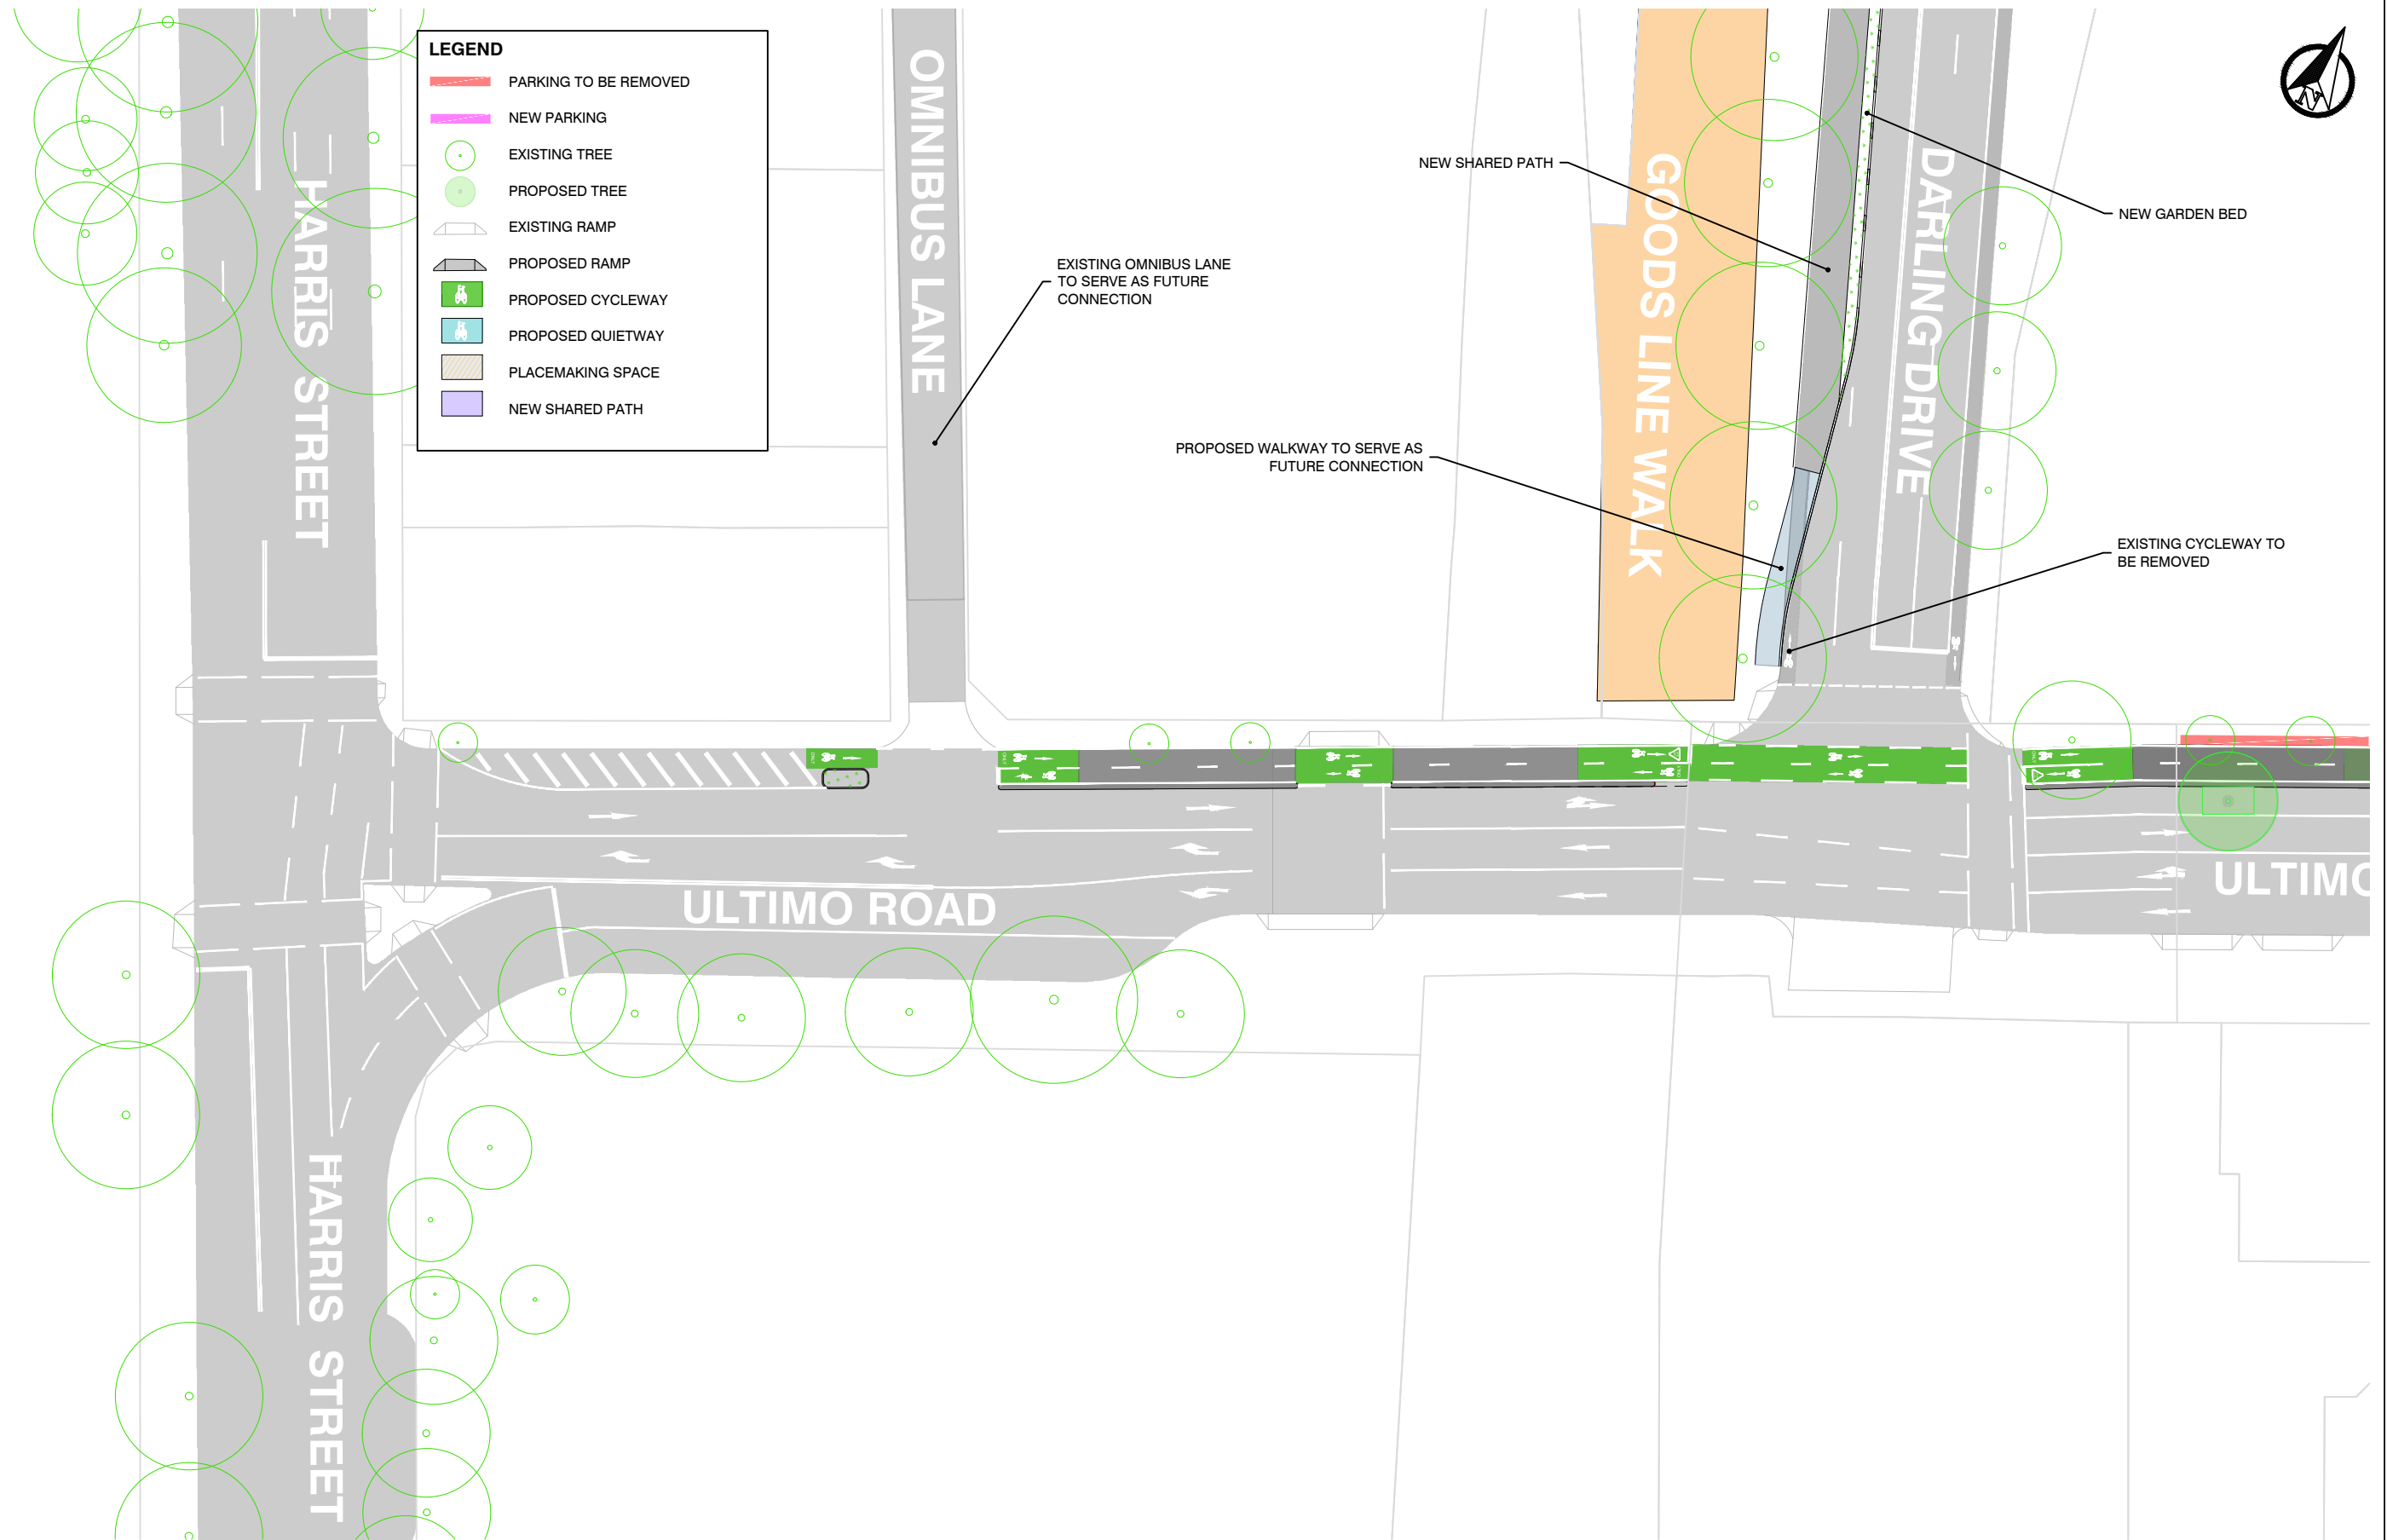 LEGEND
PARKING TO BE REMOVED
NEW PARKING
EXISTING TREE
PROPOSED TREE
EXISTING RAMP
PROPOSED RAMP
PROPOSED CYCLEWAY
PROPOSED QUIETWAY
PLACEMAKING SPACE
NEW SHARED PATH
HARRIS STREET
OMNIBUS LANE
EXISTING OMNIBUS LANE
TO SERVE AS FUTURE
CONNECTION
NEW SHARED PATH
GOODS LINE WALK
DARLING DRIVE
N
NEW GARDEN BED
PROPOSED WALKWAY TO SERVE AS
FUTURE CONNECTION
EXISTING CYCLEWAY TO
BE REMOVED
ULTIMO ROAD
ULTIMO
HARRIS STREET